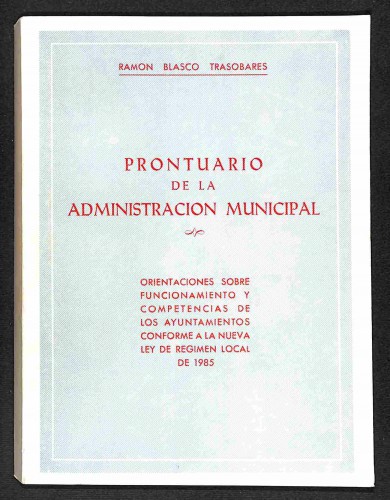 RAMON BLASCO TRASOBARES
PRONTUARIO
DE LA
ADMINISTRACION MUNICIPAL
ORIENTACIONES SOBRE
FUNCIONAMIENTO Y
COMPETENCIAS DE
LOS AYUNTAMIENTOS
CONFORME A LA NUEVA
LEY DE REGIMEN LOCAL
DE 1985